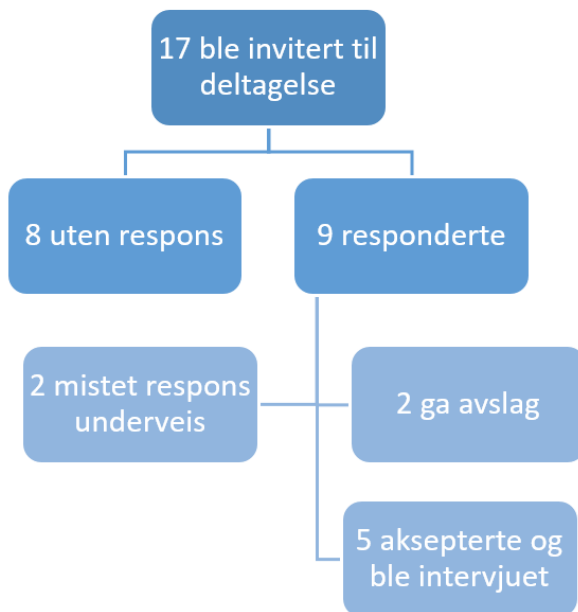 17 ble invitert til
deltagelse
8 uten respons
9 responderte
2 mistet respons
underveis
2 ga avslag
5 aksepterte og
ble intervjuet